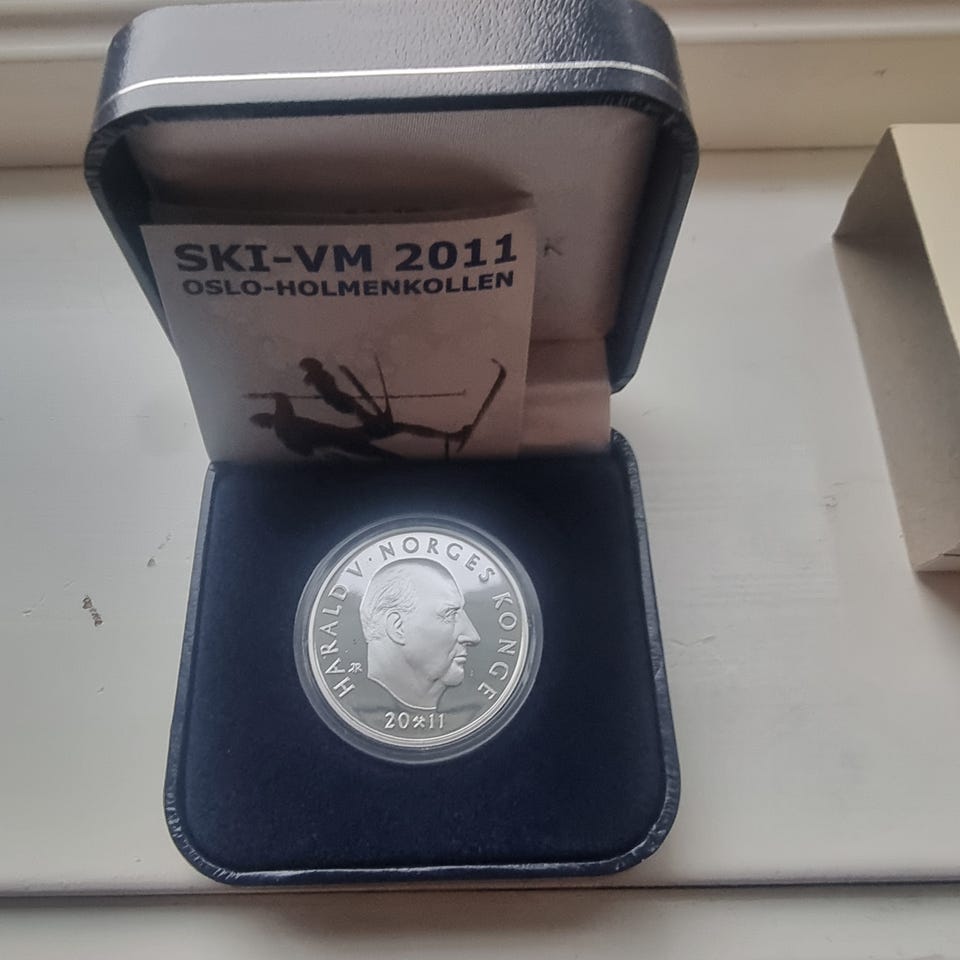 SKI-VM 2011
OSLO-HOLMENKOLLEN
HARALD V · NORGES KONGE
20⚒11